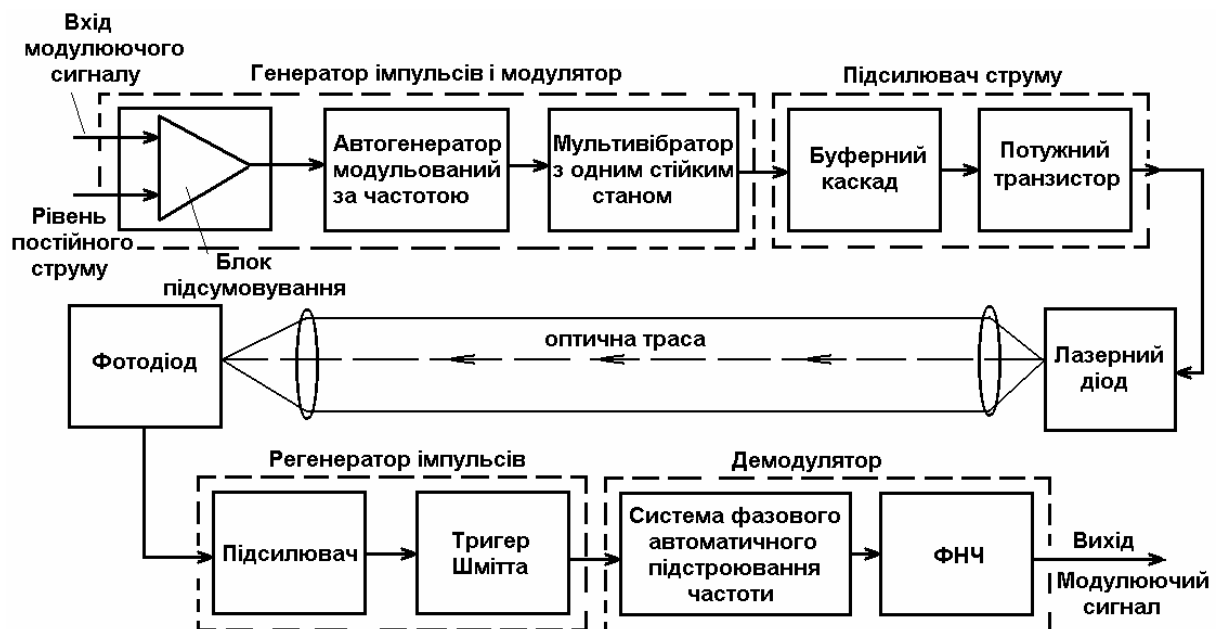 Вхід
модулюючого
сигналу
Генератор імпульсів і модулятор
Підсилювач струму
Автогенератор
модульований
за частотою
Мультивібратор
з одним стійким
станом
Буферний
каскад
Потужний
транзистор
Рівень
постійного
струму
Блок
підсумовування
Фотодіод
оптична траса
Лазерний
діод
Регенератор імпульсів
Демодулятор
Підсилювач
Тригер
Шмітта
Система фазового
автоматичного
підстроювання
частоти
ФНЧ
Вихід
Модулюючий
сигнал